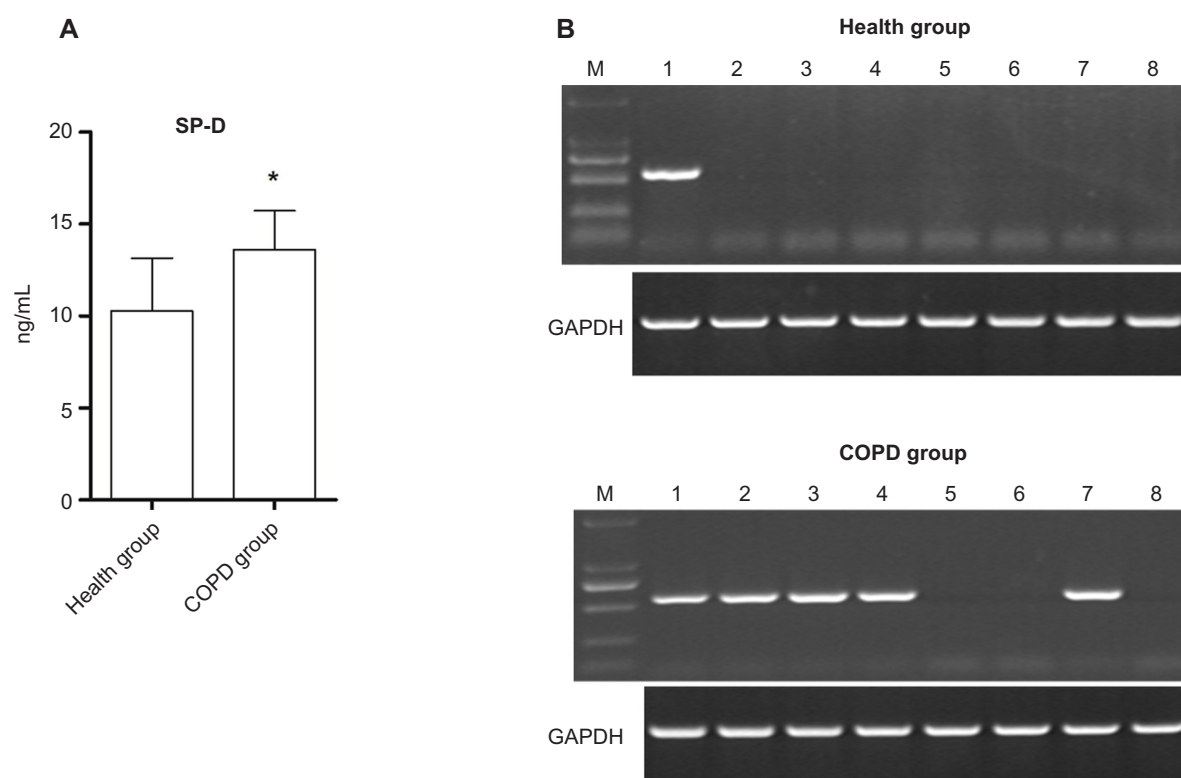 A
SP-D
*
20
15
10
5
0
ng/mL
Health group
COPD group
B
Health group
M 1 2 3 4 5 6 7 8
GAPDH
COPD group
M 1 2 3 4 5 6 7 8
GAPDH